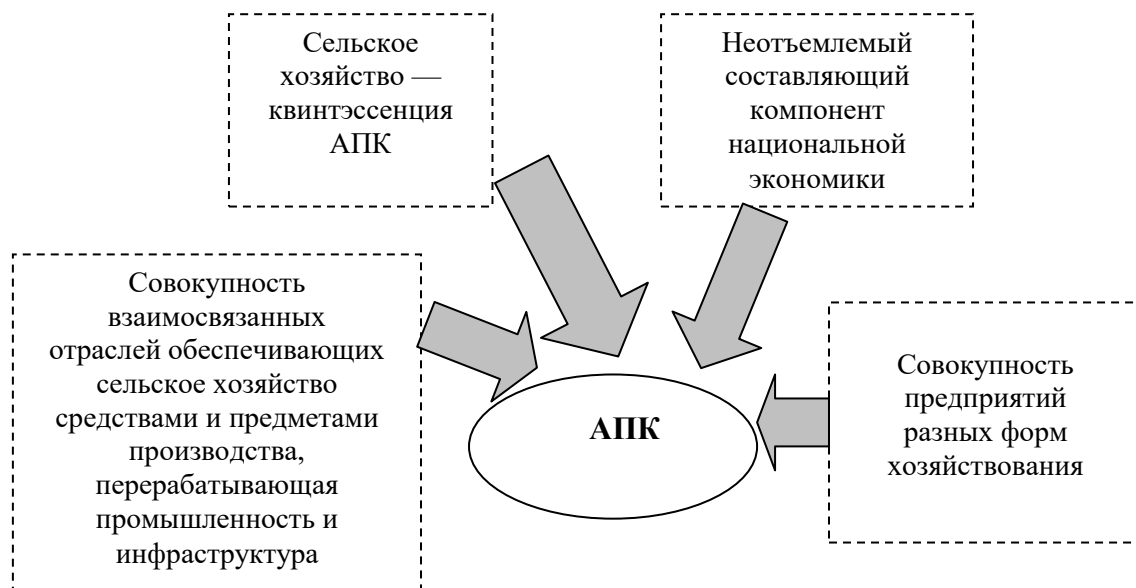 Сельское
хозяйство —
квинтэссенция
АПК
Неотъемлемый
составляющий
компонент
национальной
экономики
Совокупность
взаимосвязанных
отраслей обеспечивающих
сельское хозяйство
средствами и предметами
производства,
перерабатывающая
промышленность и
инфраструктура
АПК
Совокупность
предприятий
разных форм
хозяйствования